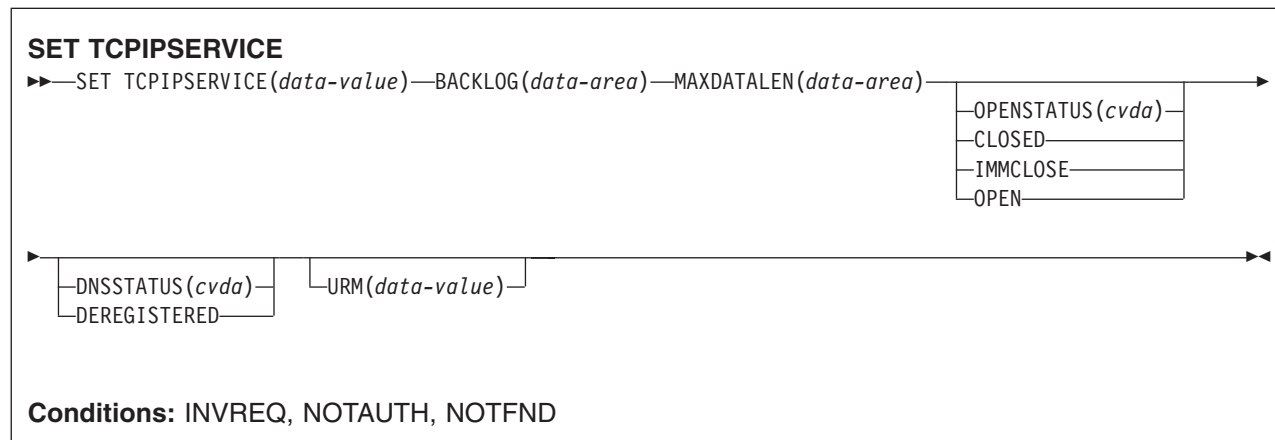 SET TCPIPSERVICE
SET TCPIPSERVICE(data-value) BACKLOG(data-area) MAXDATALEN(data-area)
OPENSTATUS(cvda)
CLOSED
IMMCLOSE
OPEN
DNSSTATUS(cvda) URM(data-value)
DEREGISTERED
Conditions: INVREQ, NOTAUTH, NOTFND